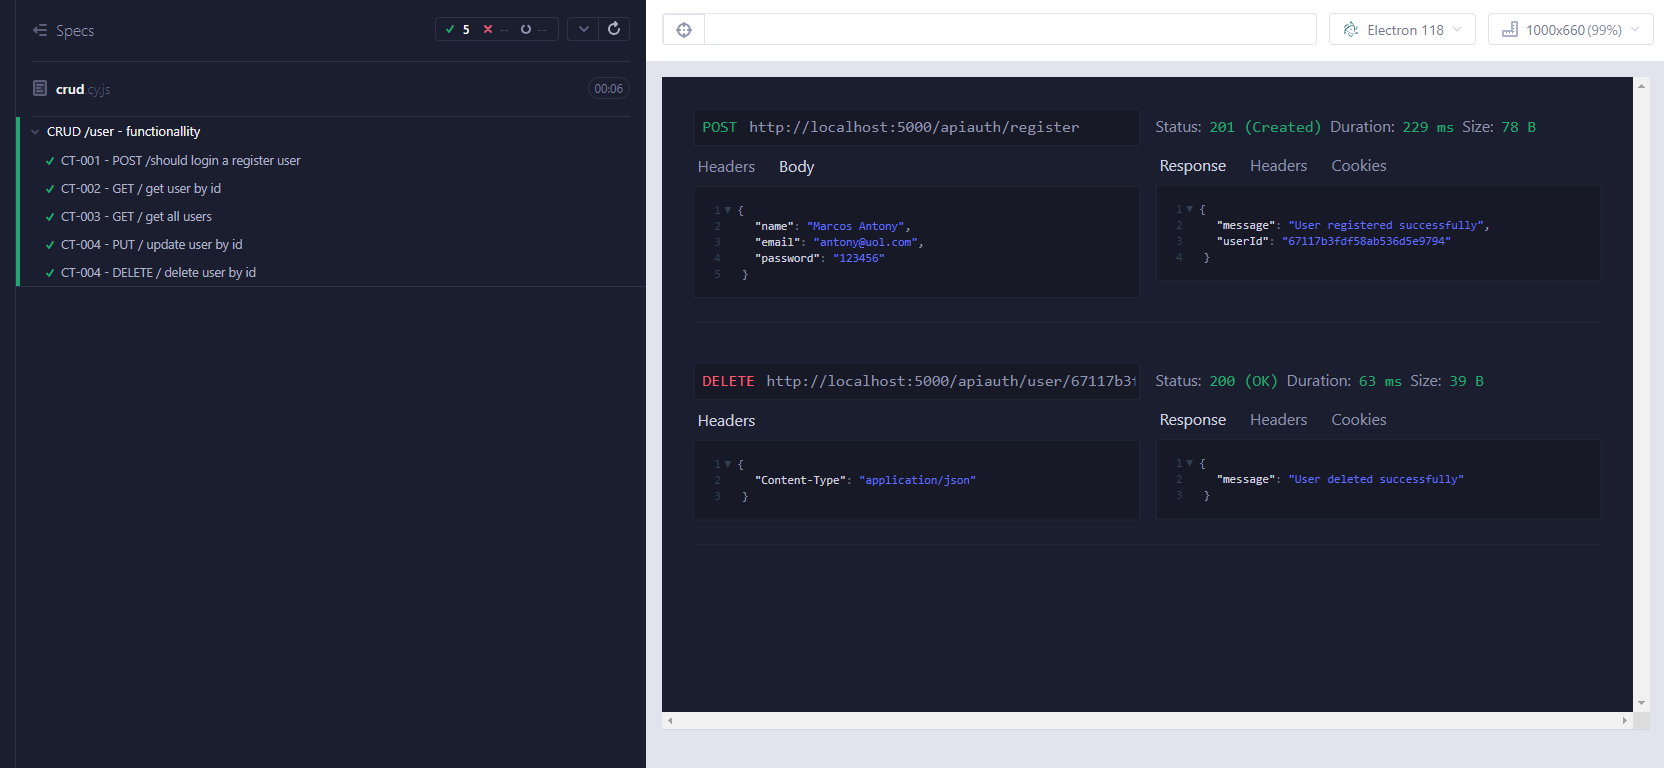 Specs
5 -- --
crud.cy.js 00:06
CRUD /user - functionallity
CT-001 - POST /should login a register user
CT-002 - GET / get user by id
CT-003 - GET / get all users
CT-004 - PUT / update user by id
CT-004 - DELETE / delete user by id
Electron 118
1000x660 (99%)
POST http://localhost:5000/apiauth/register
Status: 201 (Created) Duration: 229 ms Size: 78 B
Headers Body
Response Headers Cookies
1 {
2 "name": "Marcos Antony",
3 "email": "antony@uol.com",
4 "password": "123456"
5 }
1 {
2 "message": "User registered successfully",
3 "userId": "67117b3fdf58ab536d5e9794"
4 }
DELETE http://localhost:5000/apiauth/user/67117b3f
Status: 200 (OK) Duration: 63 ms Size: 39 B
Headers
Response Headers Cookies
1 {
2 "Content-Type": "application/json"
3 }
1 {
2 "message": "User deleted successfully"
3 }